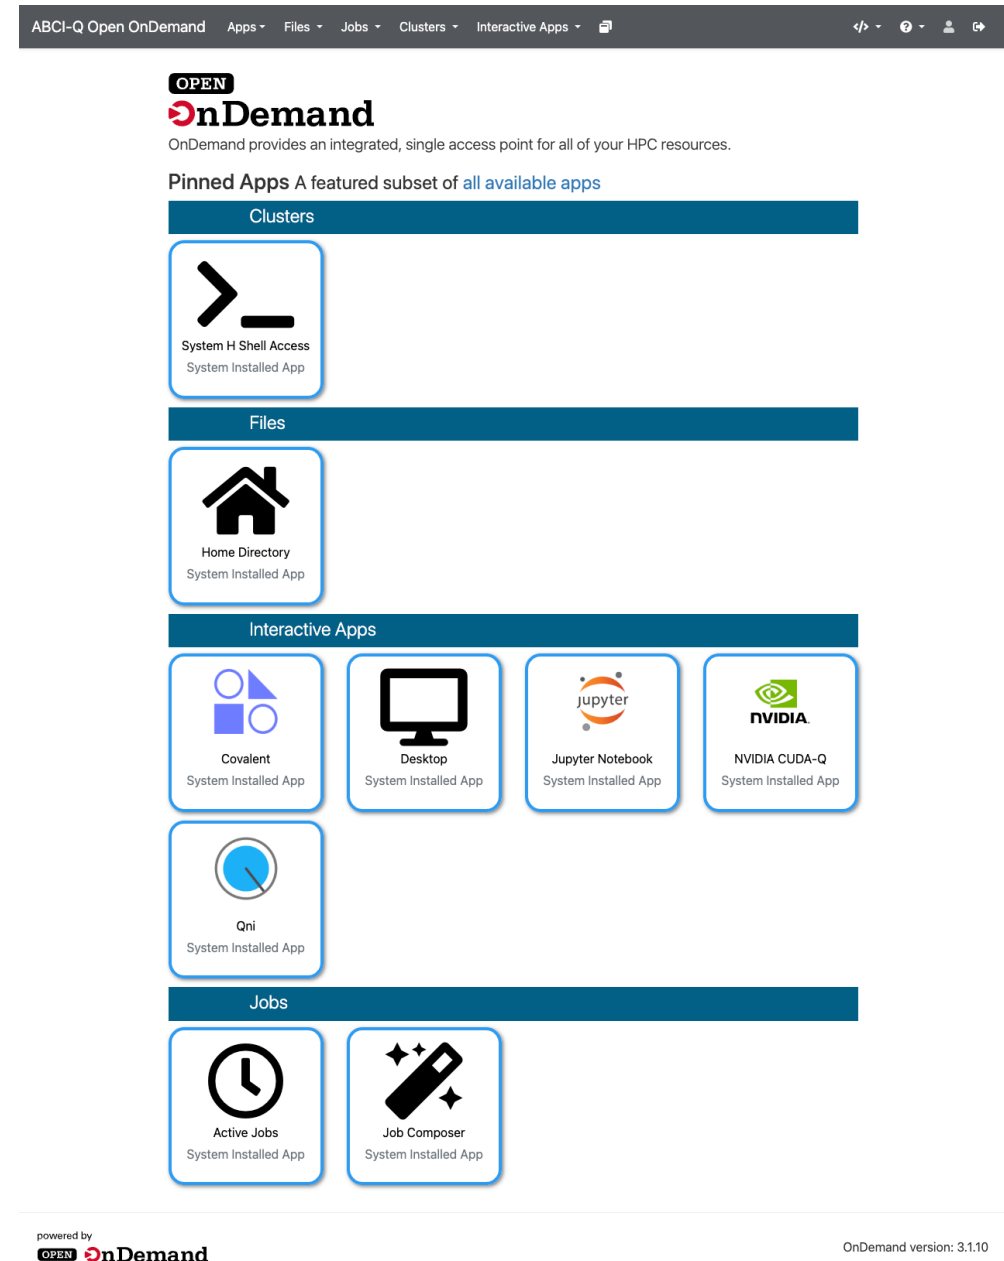 ABCI-Q Open OnDemand Apps Files Jobs Clusters Interactive Apps
OPEN
OnDemand
OnDemand provides an integrated, single access point for all of your HPC resources.
Pinned Apps A featured subset of all available apps
Clusters
System H Shell Access
System Installed App
Files
Home Directory
System Installed App
Interactive Apps
jupyter
NVIDIA.
Covalent Desktop Jupyter Notebook NVIDIA CUDA-Q
System Installed App System Installed App System Installed App System Installed App
Qni
System Installed App
Jobs
Active Jobs Job Composer
System Installed App System Installed App
powered by
OPEN OnDemand
OnDemand version: 3.1.10